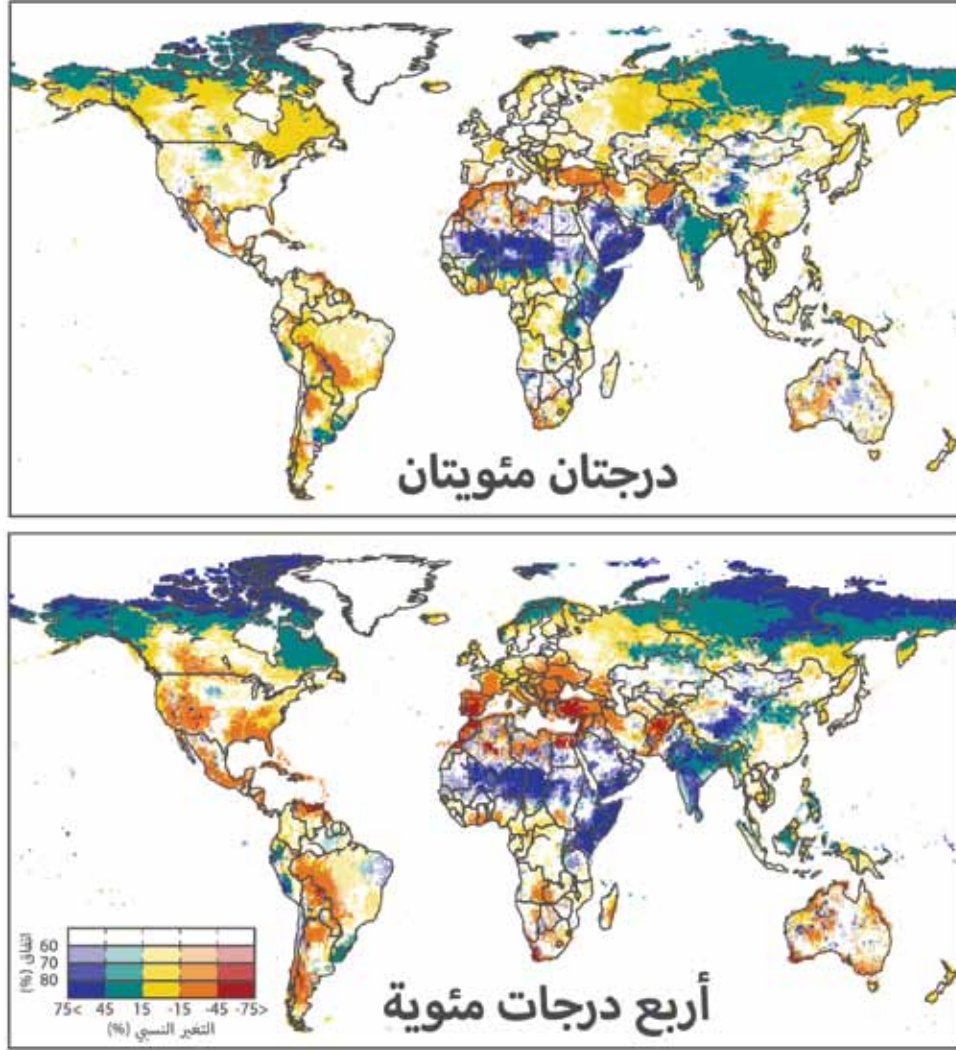 درجتان مئويتان
أربع درجات مئوية
اتفاق (%)
60
70
80
75< 45 15 -15 -45 -75>
التغير النسبي (%)